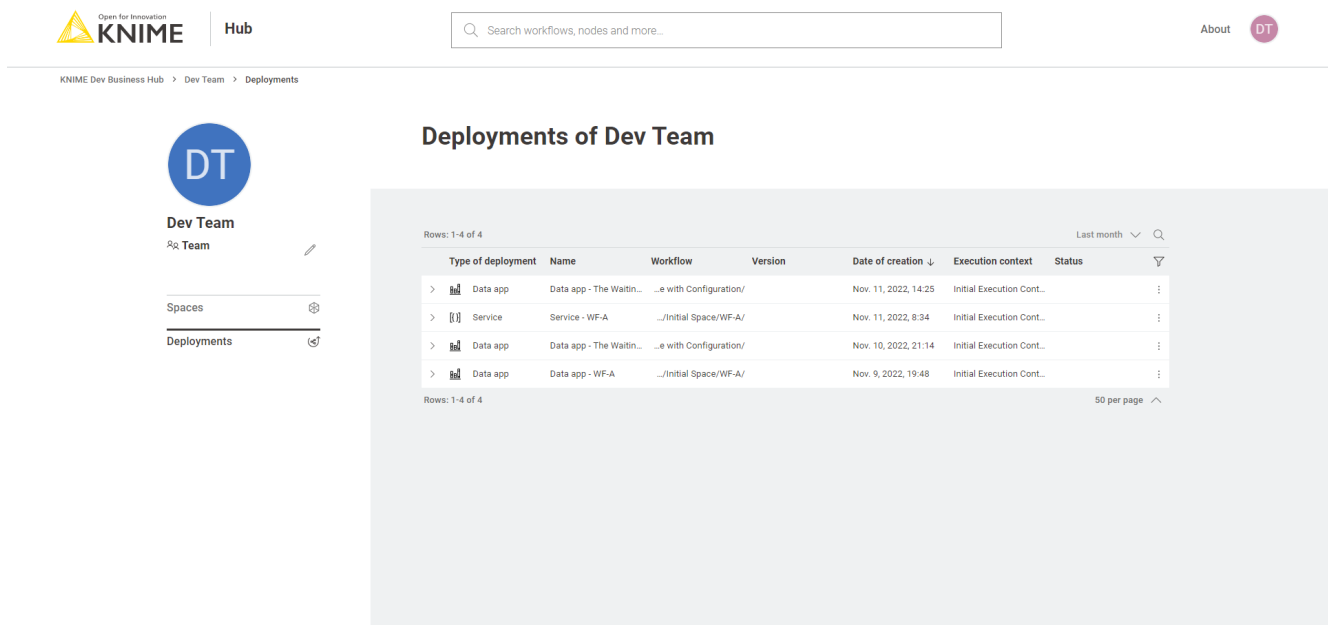 Open for Innovation
KNIME
Hub
Search workflows, nodes and more...
About
DT
KNIME Dev Business Hub > Dev Team > Deployments
DT
Dev Team
Team
Spaces
Deployments
Deployments of Dev Team
Rows: 1-4 of 4
Last month
Type of deployment Name Workflow Version Date of creation ↓ Execution context Status
Data app Data app - The Waitin... ...e with Configuration/ Nov. 11, 2022, 14:25 Initial Execution Cont...
Service Service - WF-A .../Initial Space/WF-A/ Nov. 11, 2022, 8:34 Initial Execution Cont...
Data app Data app - The Waitin... ...e with Configuration/ Nov. 10, 2022, 21:14 Initial Execution Cont...
Data app Data app - WF-A .../Initial Space/WF-A/ Nov. 9, 2022, 19:48 Initial Execution Cont...
Rows: 1-4 of 4
50 per page